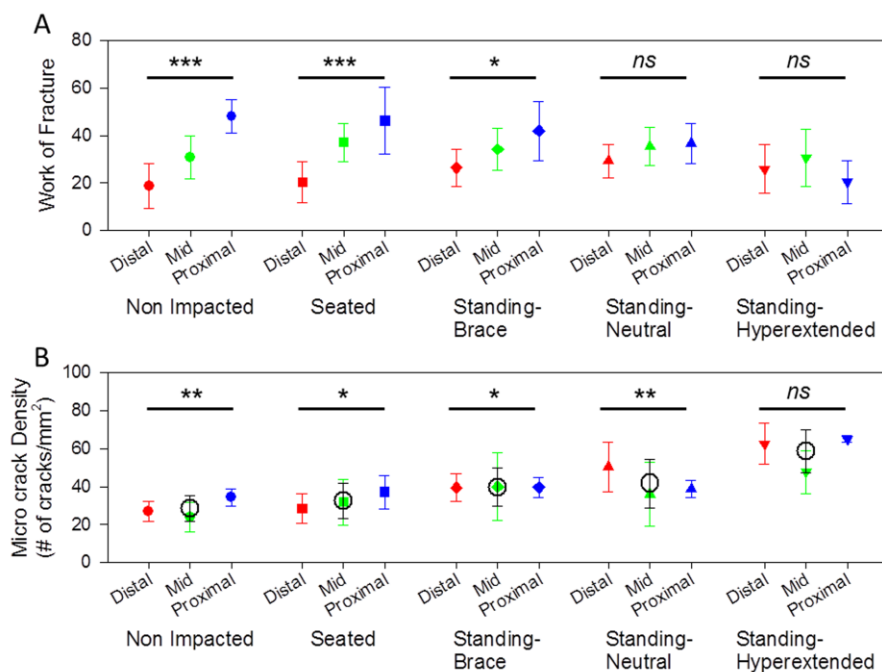 A
Work of Fracture
80
60
40
20
0
*** *** * ns ns
Distal Mid Proximal Distal Mid Proximal Distal Mid Proximal Distal Mid Proximal Distal Mid Proximal
Non Impacted Seated Standing- Standing- Standing-
Brace Neutral Hyperextended
B
Micro crack Density
(# of cracks/mm²)
100
80
60
40
20
0
** * * ** ns
Distal Mid Proximal Distal Mid Proximal Distal Mid Proximal Distal Mid Proximal Distal Mid Proximal
Non Impacted Seated Standing- Standing- Standing-
Brace Neutral Hyperextended